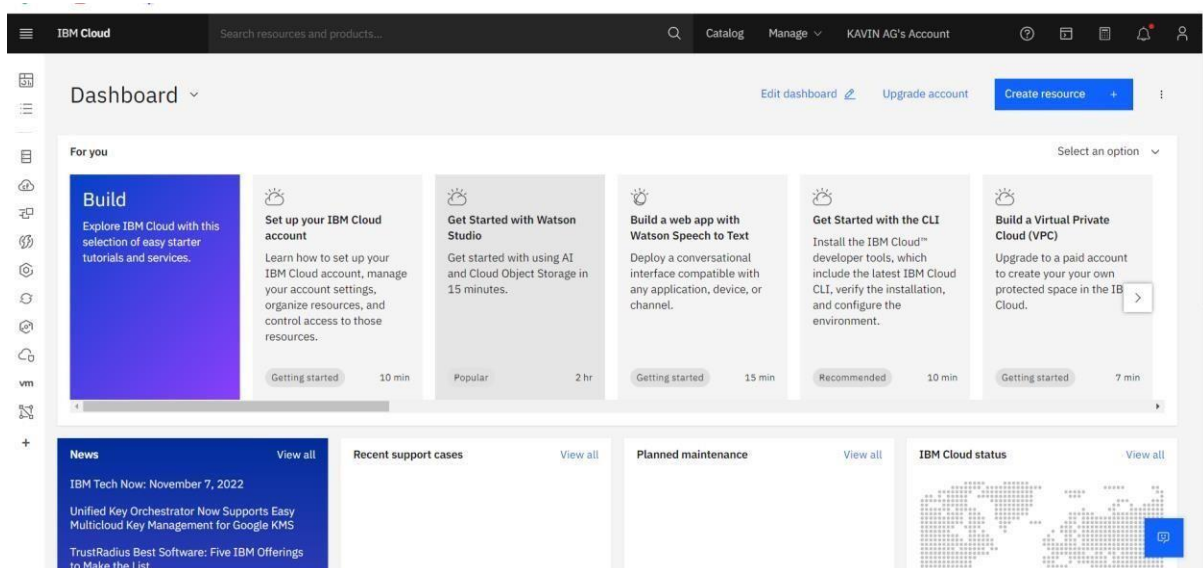 IBM Cloud
Search resources and products...
Catalog
Manage
KAVIN AG's Account
Dashboard
Edit dashboard
Upgrade account
Create resource +
For you
Select an option
Build
Explore IBM Cloud with this
selection of easy starter
tutorials and services.
Set up your IBM Cloud
account
Learn how to set up your
IBM Cloud account, manage
your account settings,
organize resources, and
control access to those
resources.
Getting started
10 min
Get Started with Watson
Studio
Get started with using AI
and Cloud Object Storage in
15 minutes.
Popular
2 hr
Build a web app with
Watson Speech to Text
Deploy a conversational
interface compatible with
any application, device, or
channel.
Getting started
15 min
Get Started with the CLI
Install the IBM Cloud™
developer tools, which
include the latest IBM Cloud
CLI, verify the installation,
and configure the
environment.
Recommended
10 min
Build a Virtual Private
Cloud (VPC)
Upgrade to a paid account
to create your your own
protected space in the IB
Cloud.
Getting started
7 min
vm
News
View all
IBM Tech Now: November 7, 2022
Unified Key Orchestrator Now Supports Easy
Multicloud Key Management for Google KMS
TrustRadius Best Software: Five IBM Offerings
to Make the List
Recent support cases
View all
Planned maintenance
View all
IBM Cloud status
View all